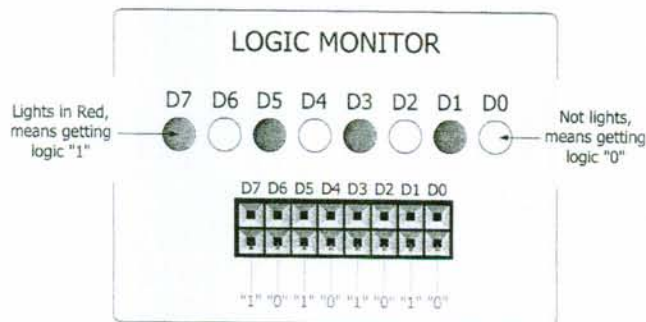 LOGIC MONITOR
D7 D6 D5 D4 D3 D2 D1 D0
Lights in Red,
means getting
logic "1"
Not lights,
means getting
logic "0"
D7 D6 D5 D4 D3 D2 D1 D0
"1" "0" "1" "0" "1" "0" "1" "0"